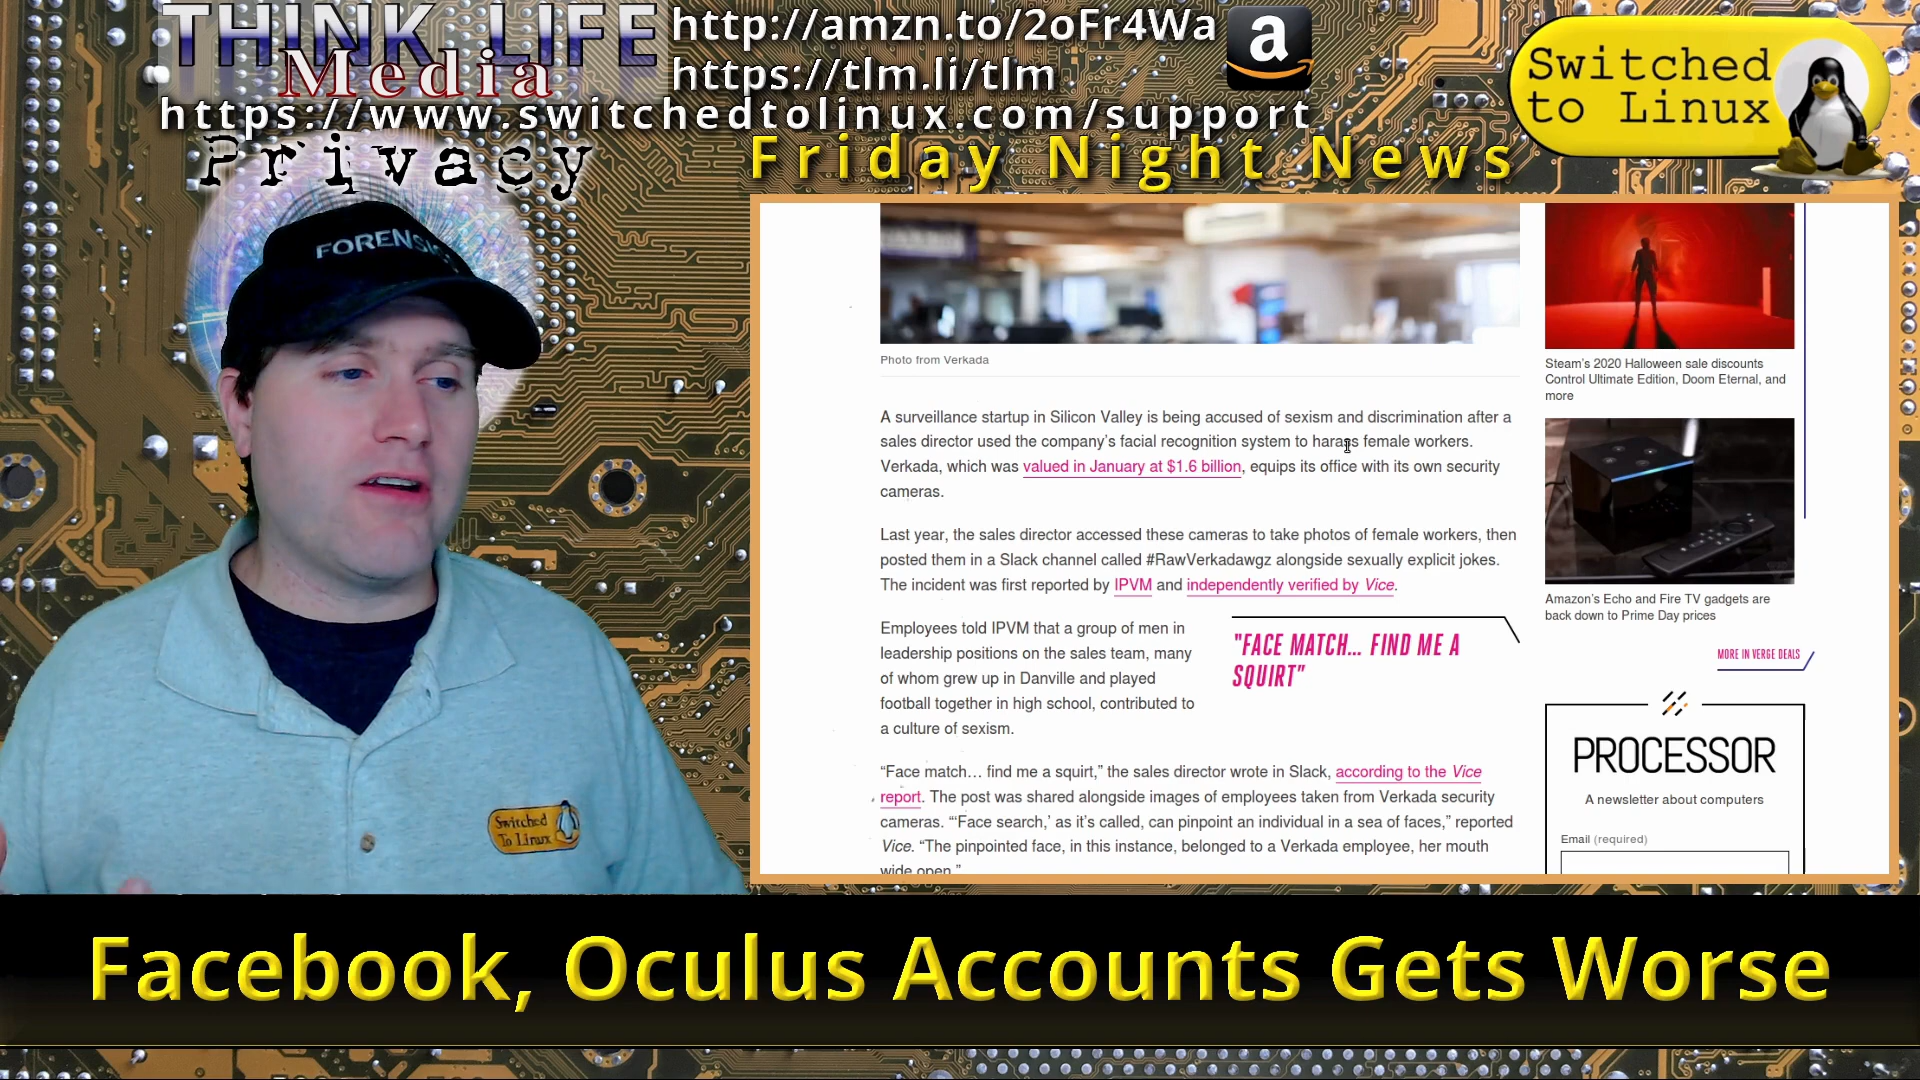 THINK LIFE
Media
http://amzn.to/2oFr4Wa
https://tlm.li/tlm
https://www.switchedtolinux.com/support
Privacy
Friday Night News
a
Switched
to Linux
FORENSIC
Switched
To Linux
Photo from Verkada
A surveillance startup in Silicon Valley is being accused of sexism and discrimination after a
sales director used the company's facial recognition system to harass female workers.
Verkada, which was valued in January at $1.6 billion, equips its office with its own security
cameras.
Last year, the sales director accessed these cameras to take photos of female workers, then
posted them in a Slack channel called #RawVerkadawgz alongside sexually explicit jokes.
The incident was first reported by IPVM and independently verified by Vice.
Employees told IPVM that a group of men in
leadership positions on the sales team, many
of whom grew up in Danville and played
football together in high school, contributed to
a culture of sexism.
"FACE MATCH... FIND ME A
SQUIRT"
“Face match… find me a squirt,” the sales director wrote in Slack, according to the Vice
report. The post was shared alongside images of employees taken from Verkada security
cameras. “‘Face search,’ as it’s called, can pinpoint an individual in a sea of faces,” reported
Vice. “The pinpointed face, in this instance, belonged to a Verkada employee, her mouth
wide open.”
Steam's 2020 Halloween sale discounts
Control Ultimate Edition, Doom Eternal, and
more
Amazon's Echo and Fire TV gadgets are
back down to Prime Day prices
MORE IN VERGE DEALS
PROCESSOR
A newsletter about computers
Email (required)
Facebook, Oculus Accounts Gets Worse